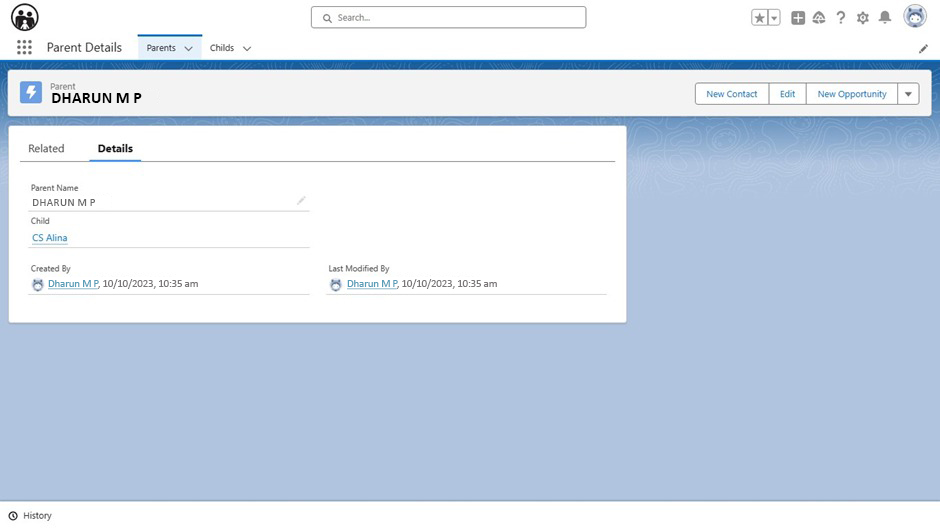 Search...
Parent Details
Parents
Childs
Parent
DHARUN M P
New Contact
Edit
New Opportunity
Related
Details
Parent Name
DHARUN M P
Child
CS Alina
Created By
Last Modified By
Dharun M P, 10/10/2023, 10:35 am
Dharun M P, 10/10/2023, 10:35 am
History